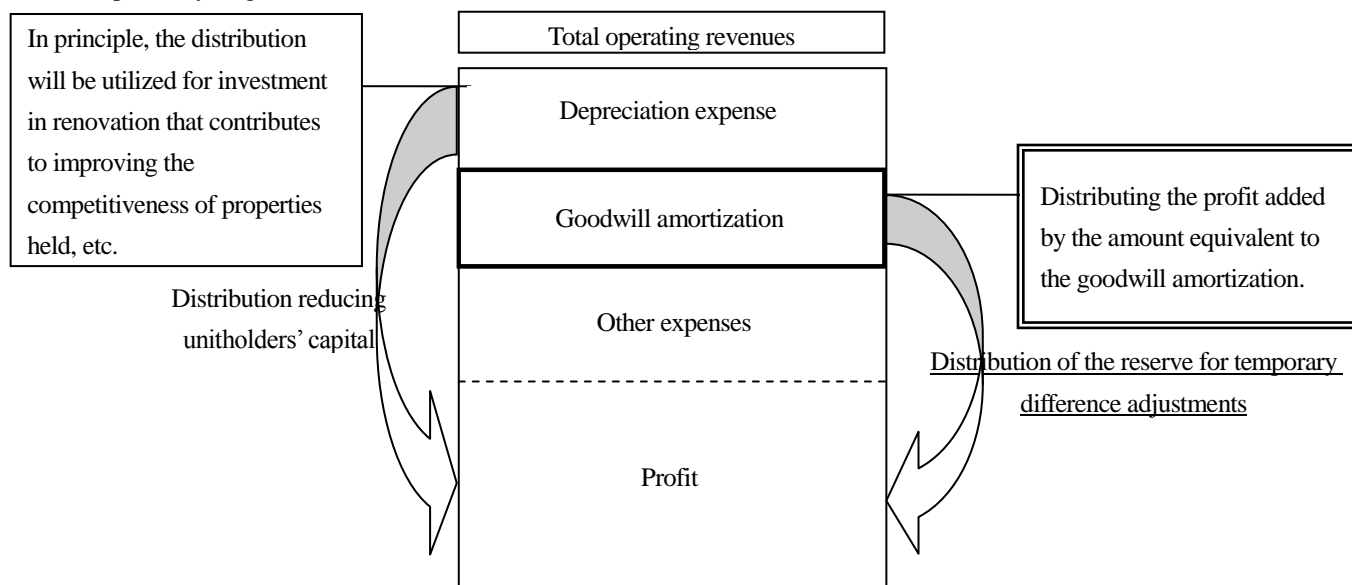 In principle, the distribution
will be utilized for investment
in renovation that contributes
to improving the
competitiveness of properties
held, etc.
Distribution reducing
unitholders’ capital
Total operating revenues
Depreciation expense
Goodwill amortization
Other expenses
Profit
Distributing the profit added
by the amount equivalent to
the goodwill amortization.
Distribution of the reserve for temporary
difference adjustments